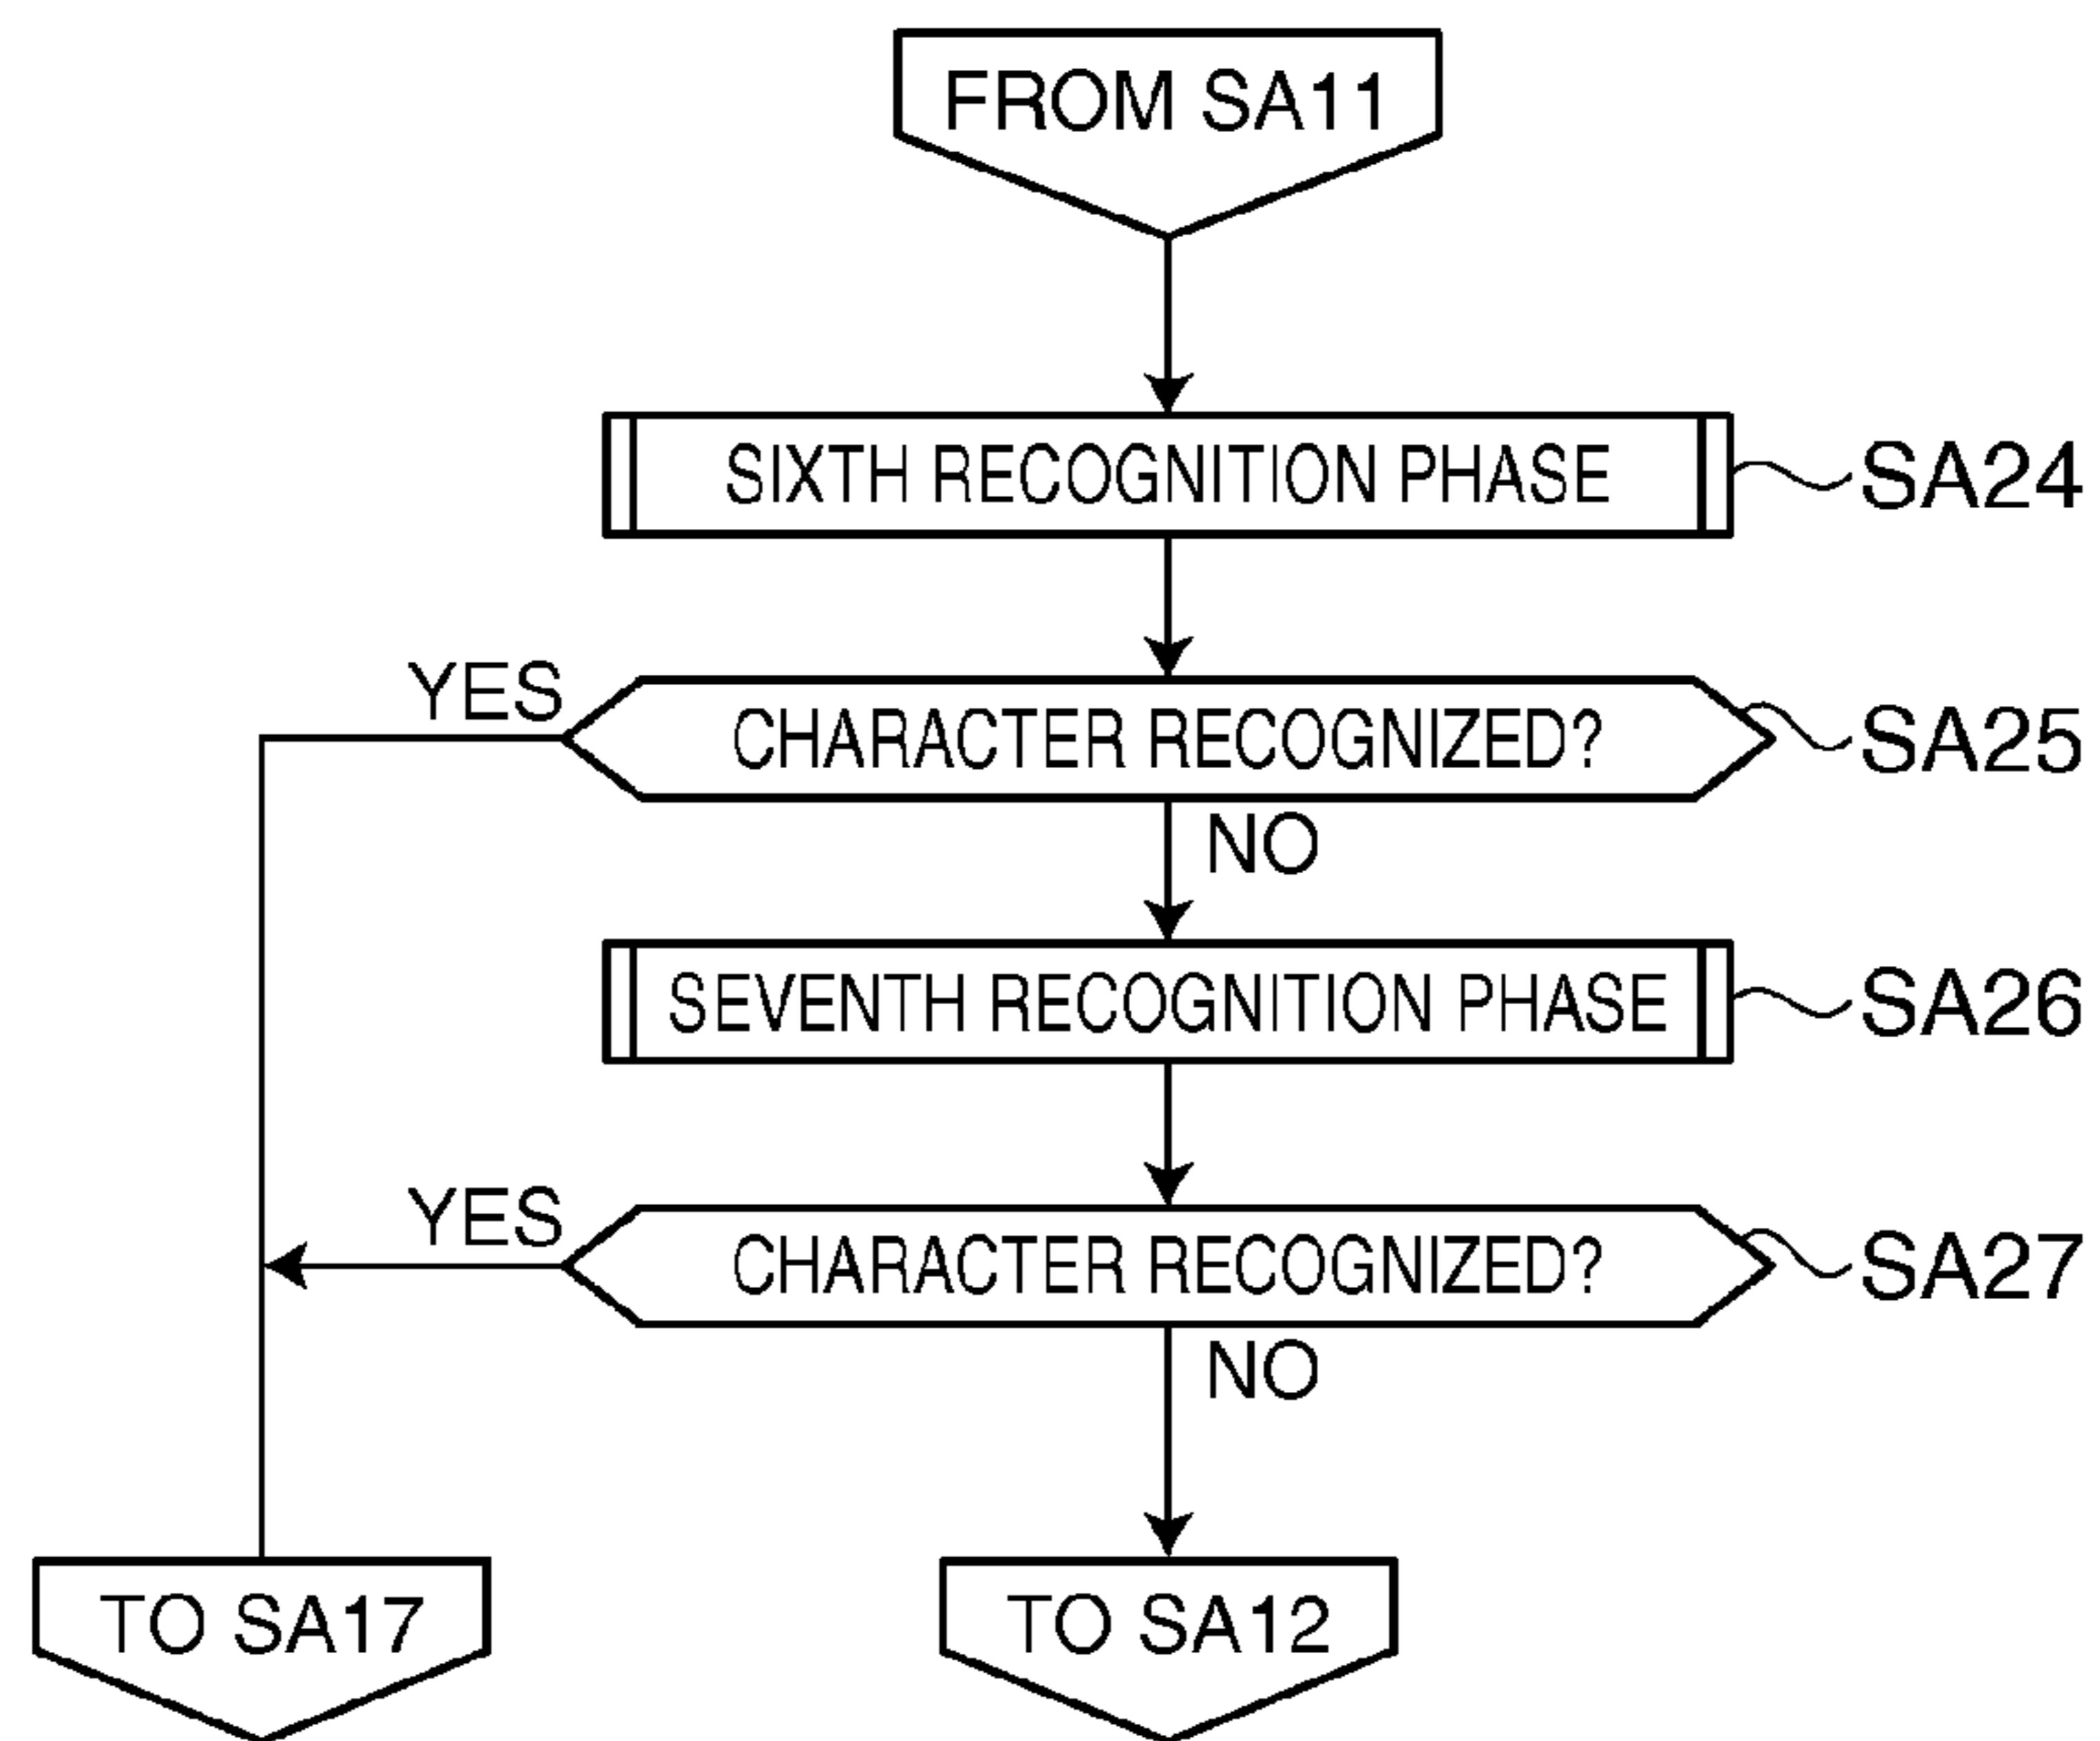 FROM SA11
SIXTH RECOGNITION PHASE
SA24
YES
CHARACTER RECOGNIZED?
SA25
NO
SEVENTH RECOGNITION PHASE
SA26
YES
CHARACTER RECOGNIZED?
SA27
NO
TO SA17
TO SA12